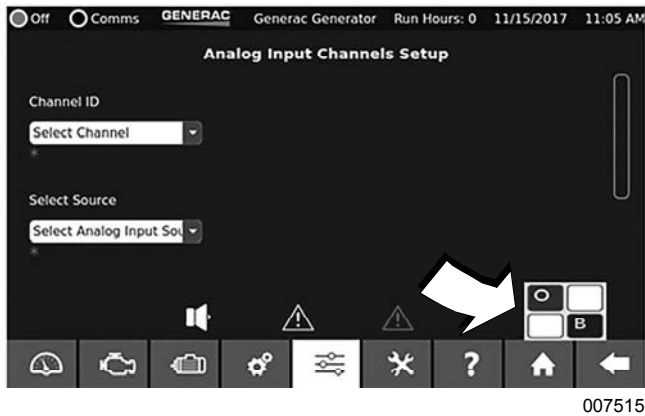 Off Comms GENERAC Generac Generator Run Hours: 0 11/15/2017 11:05 AM
Analog Input Channels Setup
Channel ID
Select Channel
*
Select Source
Select Analog Input Sou
*
O
B
?
007515